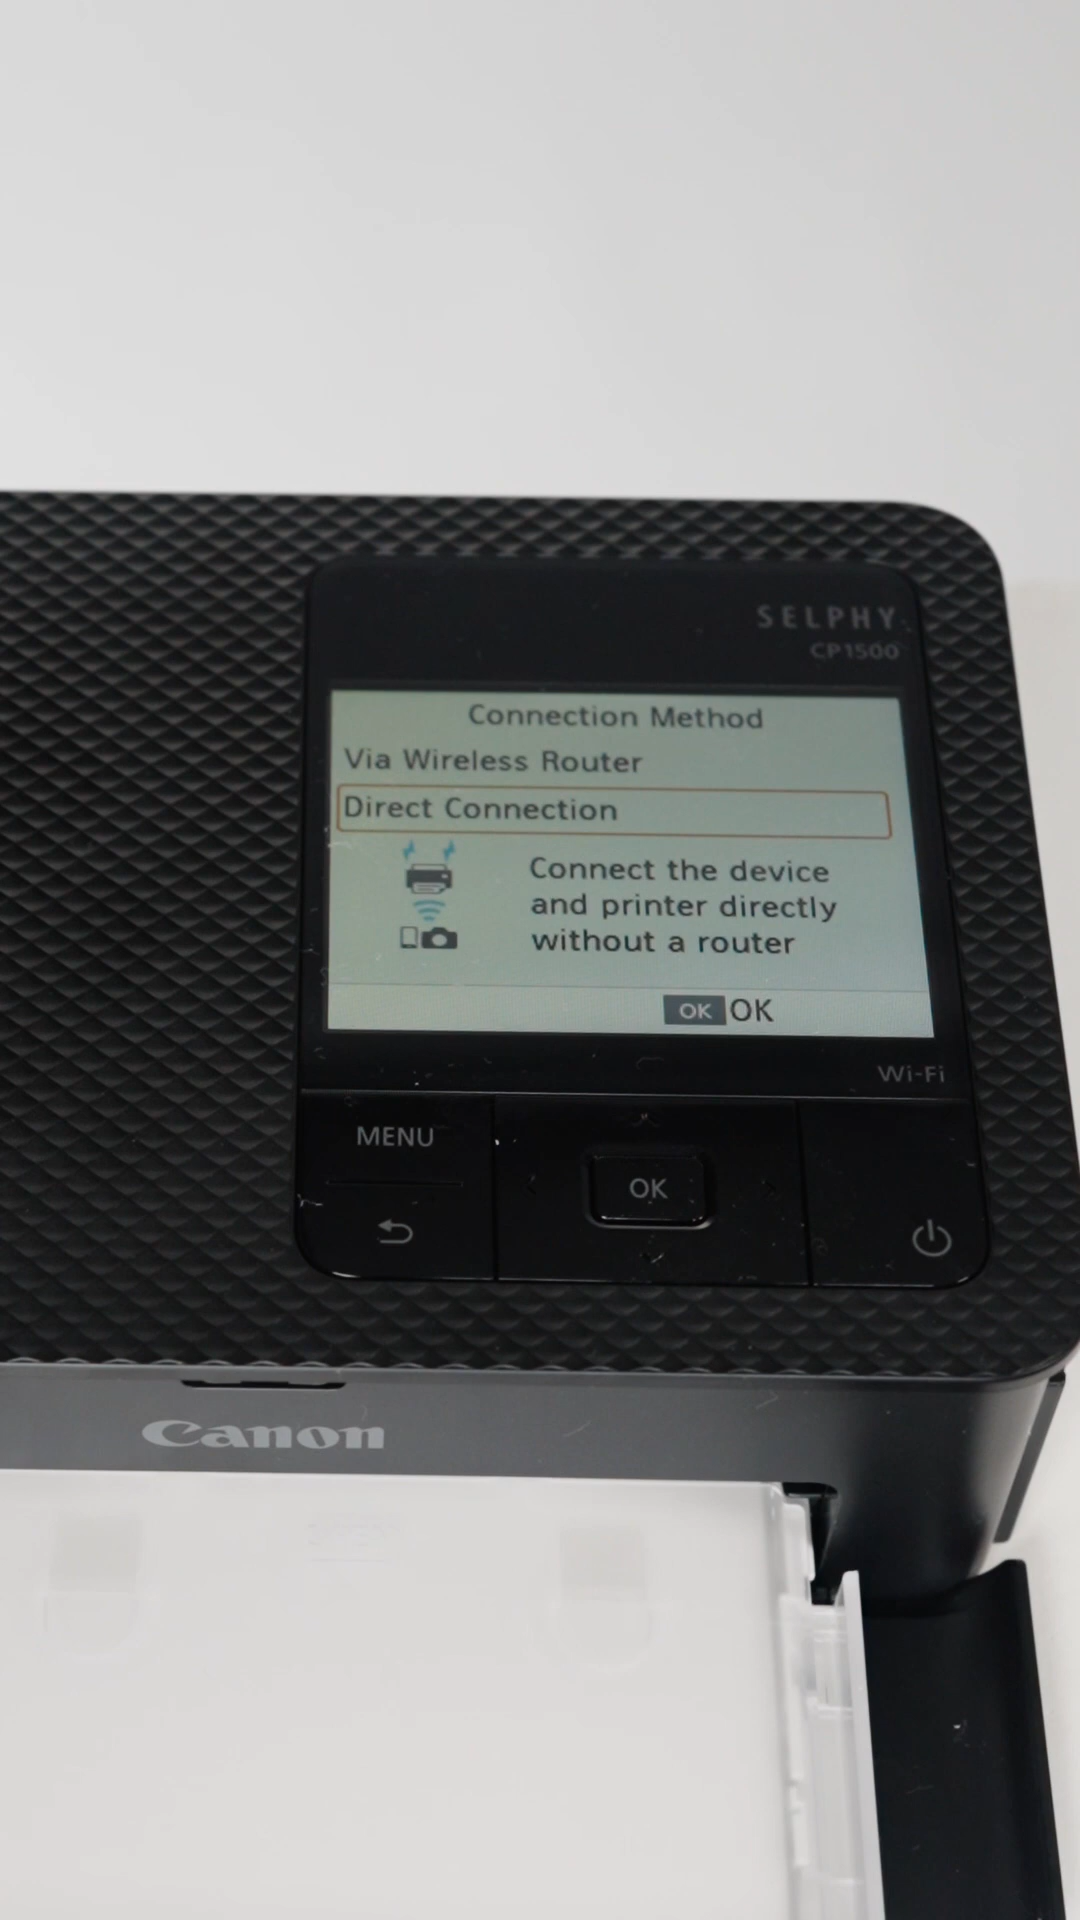 SELPHY
CP1500
Connection Method
Via Wireless Router
Direct Connection
Connect the device
and printer directly
without a router
OK OK
Wi-Fi
MENU
OK
Canon